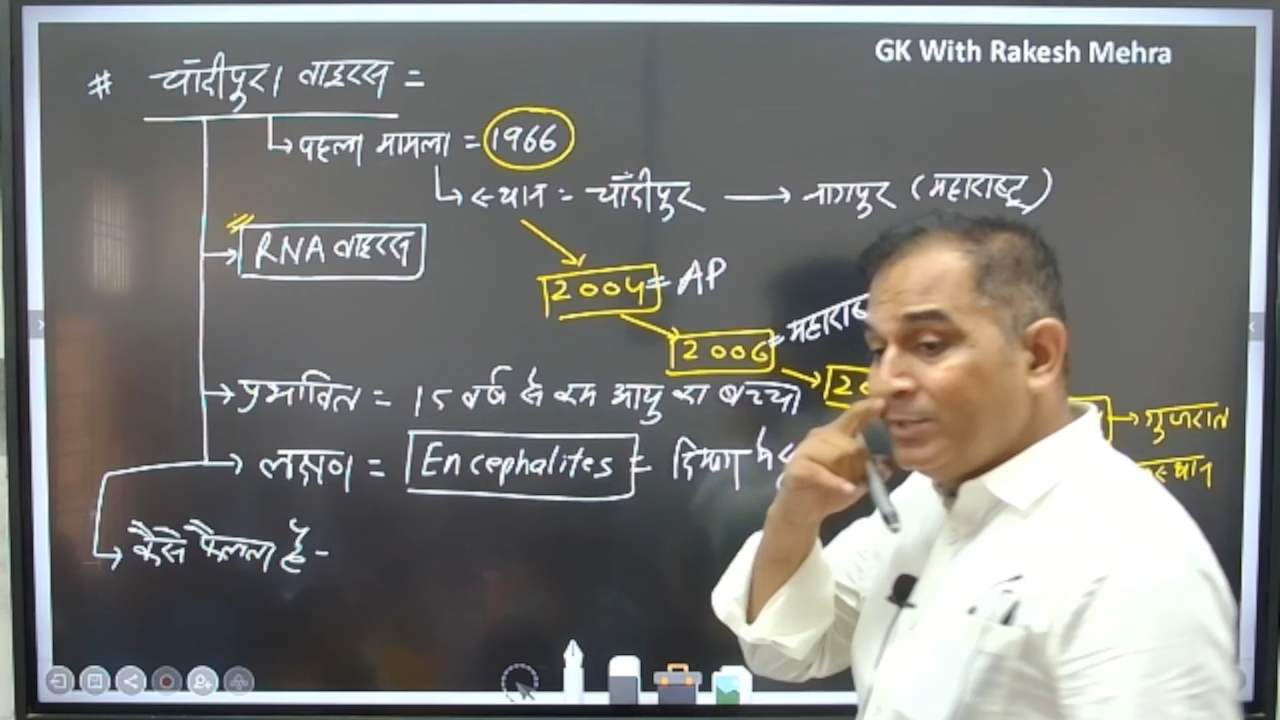 GK With Rakesh Mehra
# चाँदीपुरा वाइरस =
पहला मामला = 1966
स्थान = चाँदीपुर → नागपुर (महाराष्ट्र)
RNA वाइरस
2004 = AP
2006 =
प्रभावित = 15 वर्ष से कम आयु का बच्चो
→ गुजरात
लक्षण = Encephalites = दिमाग में
कैसे फैलता है -